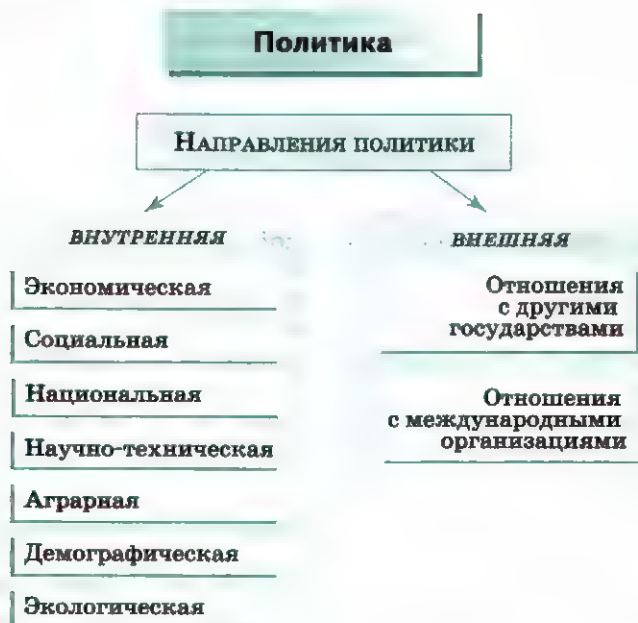 Политика
НАПРАВЛЕНИЯ ПОЛИТИКИ
ВНУТРЕННЯЯ
Экономическая
Социальная
Национальная
Научно-техническая
Аграрная
Демографическая
Экологическая
ВНЕШНЯЯ
Отношения
с другими
государствами
Отношения
с международными
организациями